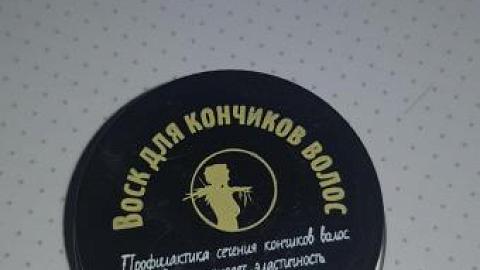 Воск для кончиков волос
Профилактика сечения кончиков волос
эластичность